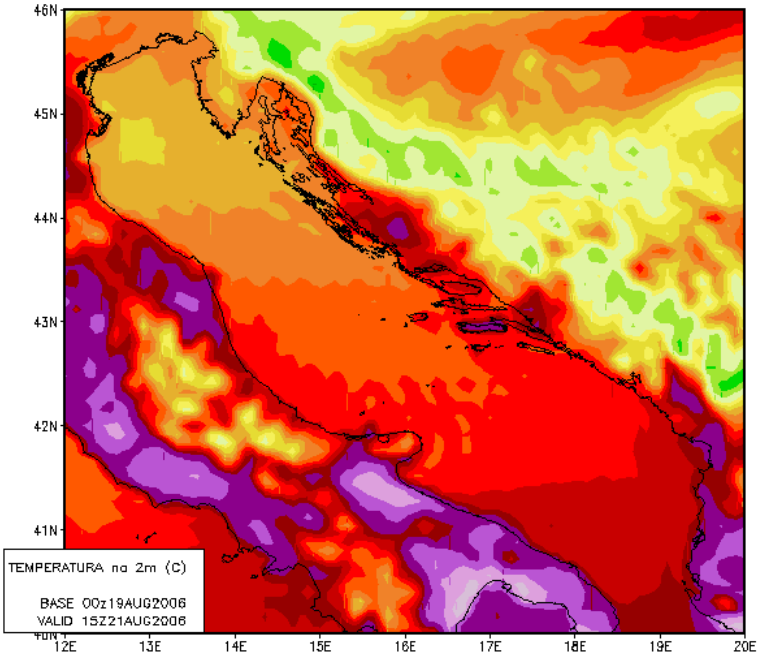 46N
45N
44N
43N
42N
41N
TEMPERATURA na 2m (C)
BASE 00z19AUG2006
VALID 15Z21AUG2006
40N
12E 13E 14E 15E 16E 17E 18E 19E 20E